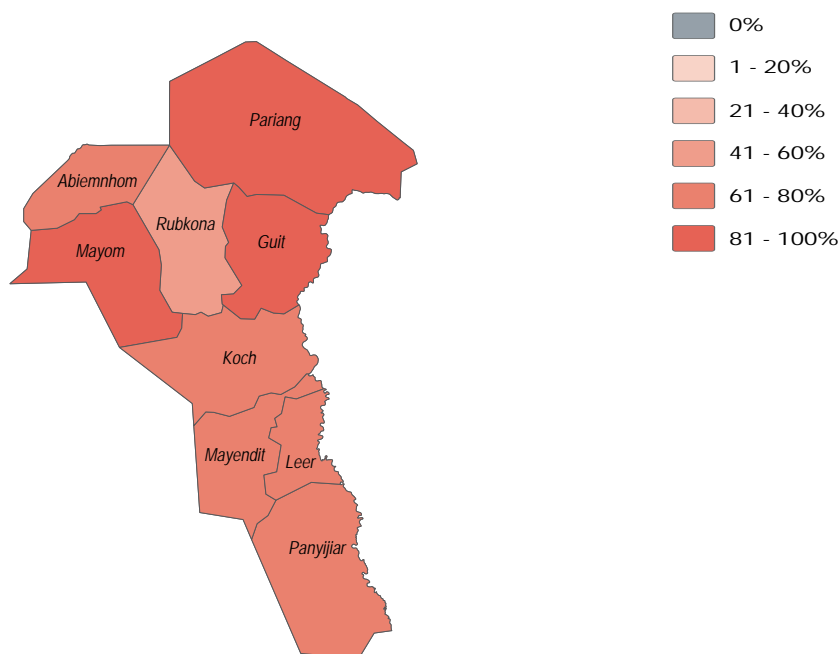 0%
1 - 20%
21 - 40%
41 - 60%
61 - 80%
81 - 100%
Pariang
Abiemnhom
Rubkona
Guit
Mayom
Koch
Mayendit
Leer
Panyijiar